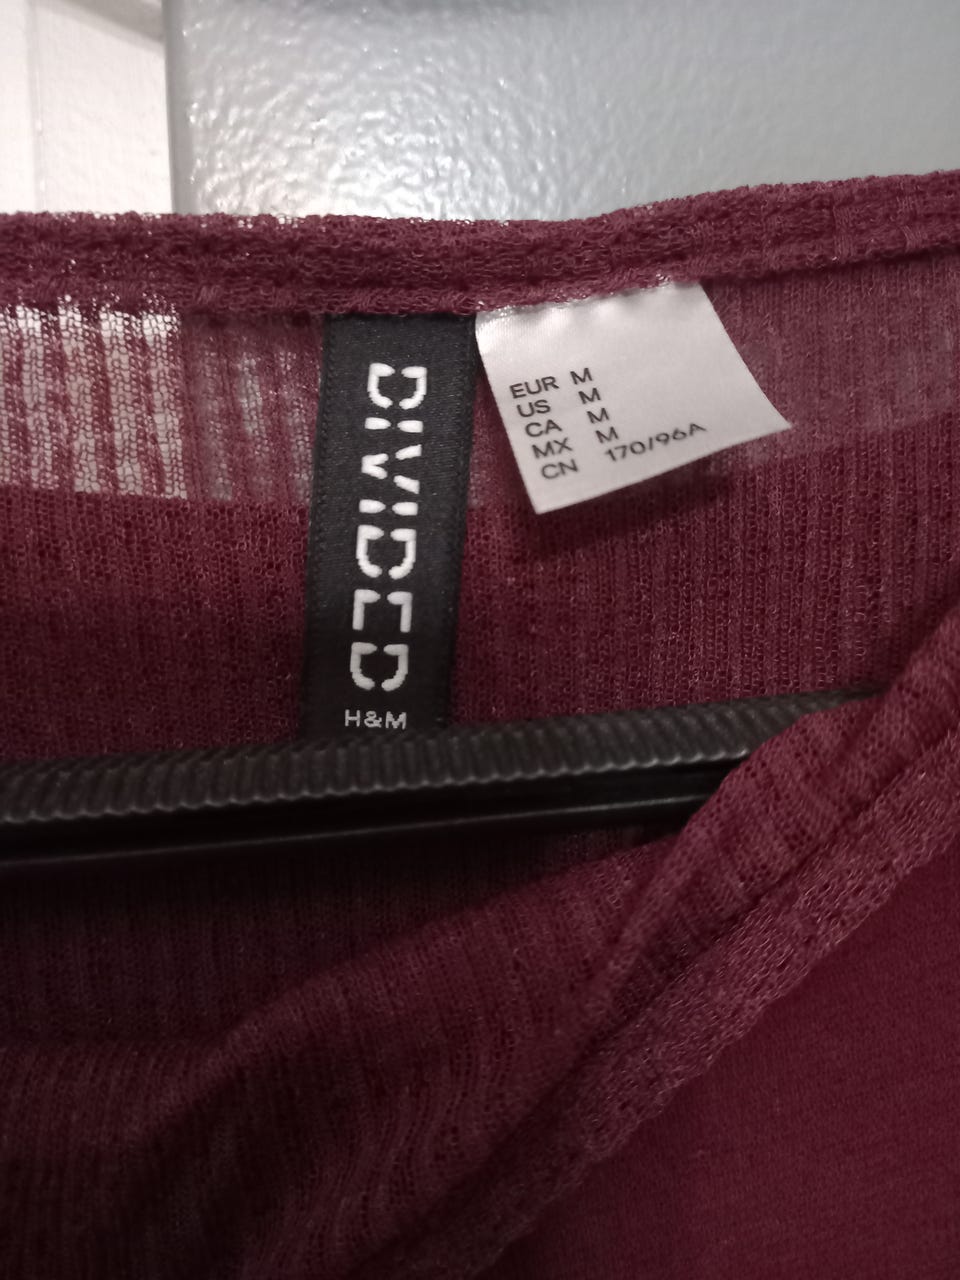 DIVIDED
H&M
EUR M
US M
CA M
MX M
CN 170/96A